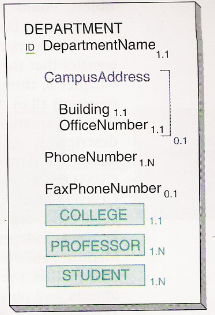 DEPARTMENT
ID DepartmentName 1.1
CampusAddress
Building 1.1
OfficeNumber 1.1
0.1
PhoneNumber 1.N
FaxPhoneNumber 0.1
COLLEGE 1.1
PROFESSOR 1.N
STUDENT 1.N